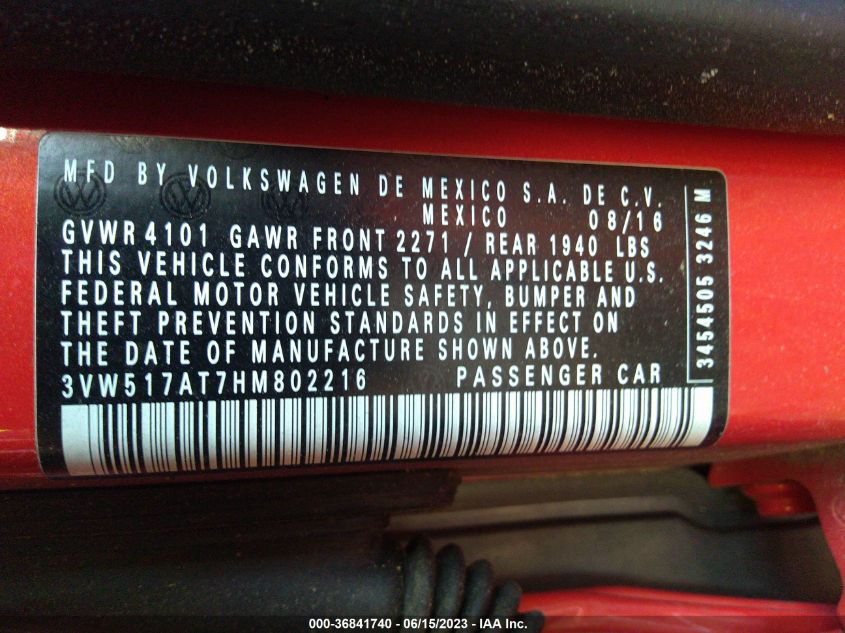 MFD BY VOLKSWAGEN DE MEXICO S.A. DE C.V.
MEXICO 08/16
GVWR 4101 GAWR FRONT 2271 / REAR 1940 LBS
THIS VEHICLE CONFORMS TO ALL APPLICABLE U.S.
FEDERAL MOTOR VEHICLE SAFETY, BUMPER AND
THEFT PREVENTION STANDARDS IN EFFECT ON
THE DATE OF MANUFACTURE SHOWN ABOVE.
3VW517AT7HM802216 PASSENGER CAR
3454505 3246 M
000-36841740 - 06/15/2023 - IAA Inc.